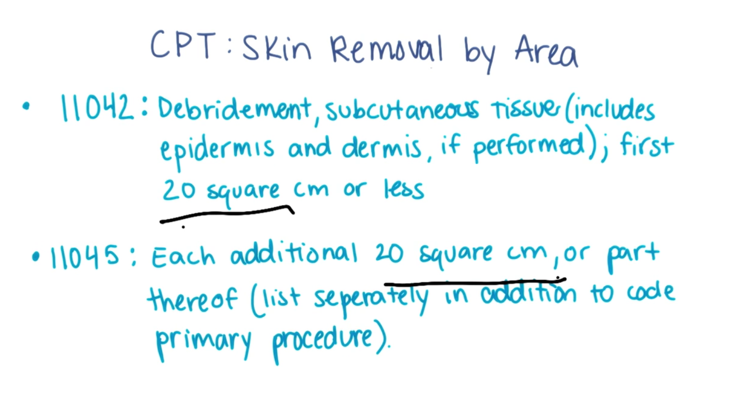 CPT: Skin Removal by Area
• 11042: Debridement, subcutaneous tissue (includes
epidermis and dermis, if performed); first
20 square cm or less
• 11045: Each additional 20 square cm, or part
thereof (list seperately in addition to code
primary procedure).